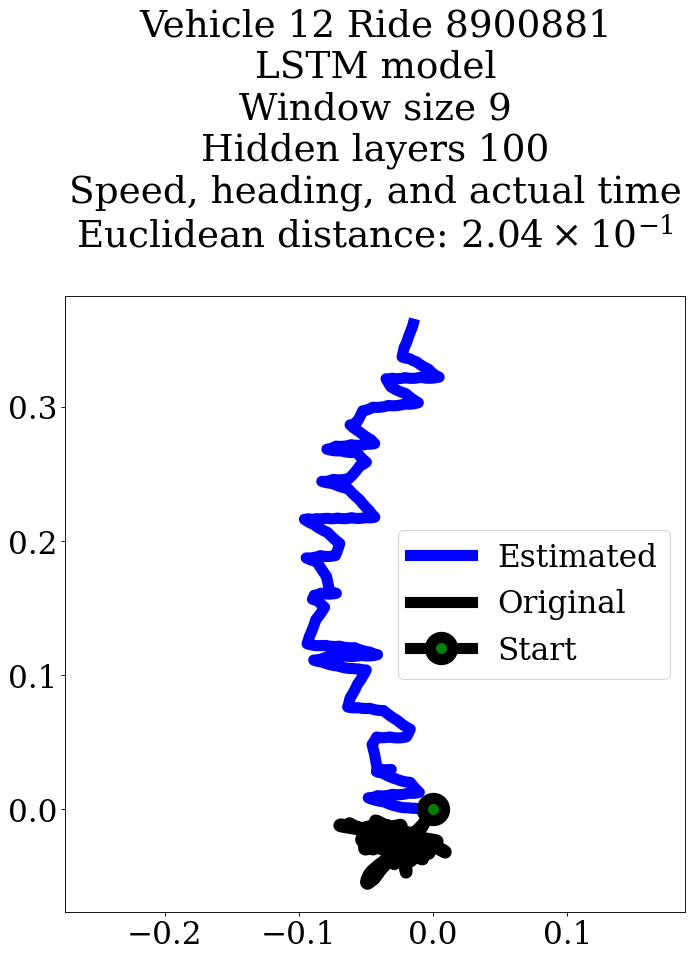 Vehicle 12 Ride 8900881
LSTM model
Window size 9
Hidden layers 100
Speed, heading, and actual time
Euclidean distance: 2.04 × 10⁻¹
0.3
0.2
0.1
0.0
Estimated
Original
Start
−0.2
−0.1
0.0
0.1